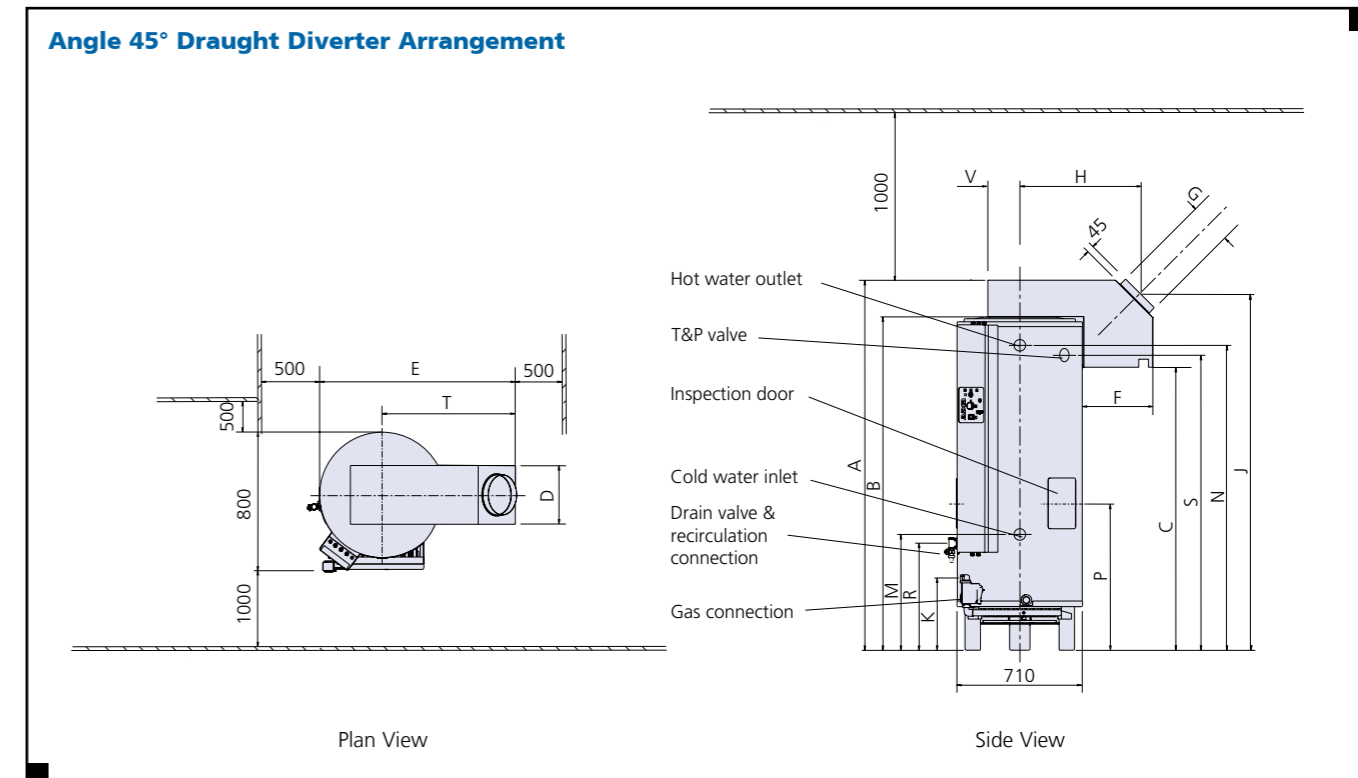 Angle 45° Draught Diverter Arrangement
500
E
500
T
500
800
D
1000
Plan View
1000
V
H
G
45
Hot water outlet
T&P valve
Inspection door
Cold water inlet
Drain valve &
recirculation
connection
Gas connection
A
B
F
M
R
K
P
C
S
N
J
710
Side View